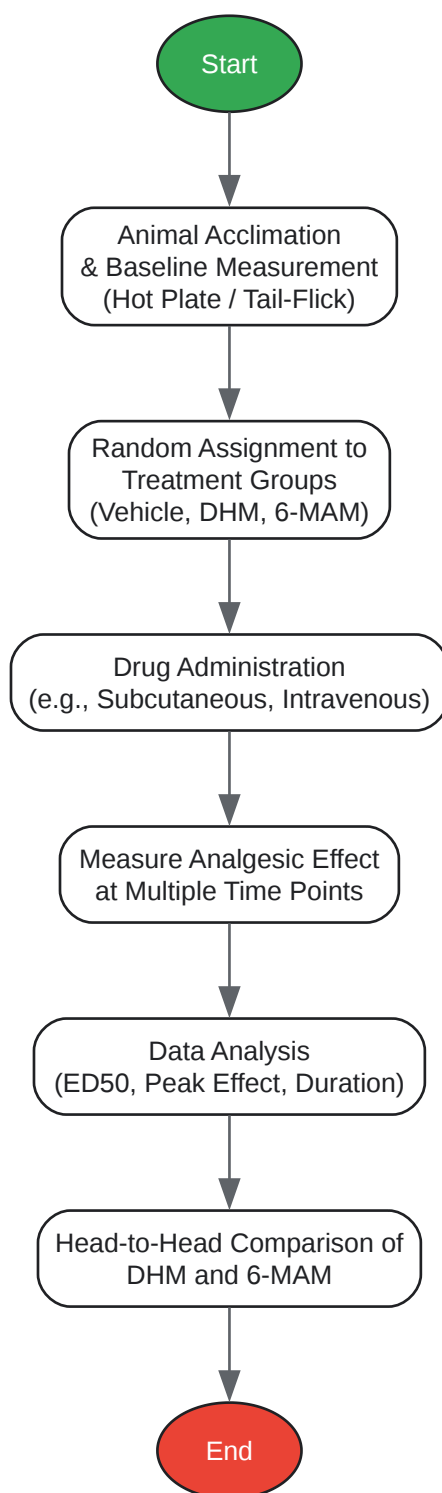 Start
Animal Acclimation
& Baseline Measurement
(Hot Plate / Tail-Flick)
Random Assignment to
Treatment Groups
(Vehicle, DHM, 6-MAM)
Drug Administration
(e.g., Subcutaneous, Intravenous)
Measure Analgesic Effect
at Multiple Time Points
Data Analysis
(ED50, Peak Effect, Duration)
Head-to-Head Comparison of
DHM and 6-MAM
End